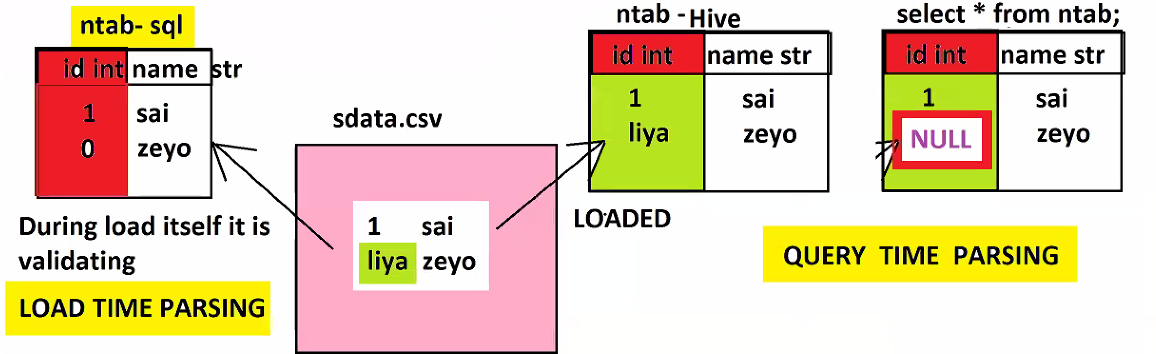 ntab- sql
id int name str
1 sai
0 zeyo
During load itself it is
validating
LOAD TIME PARSING
sdata.csv
1 sai
liya zeyo
ntab - Hive
id int name str
1 sai
liya zeyo
LOADED
select * from ntab;
id int name str
1 sai
NULL zeyo
QUERY TIME PARSING